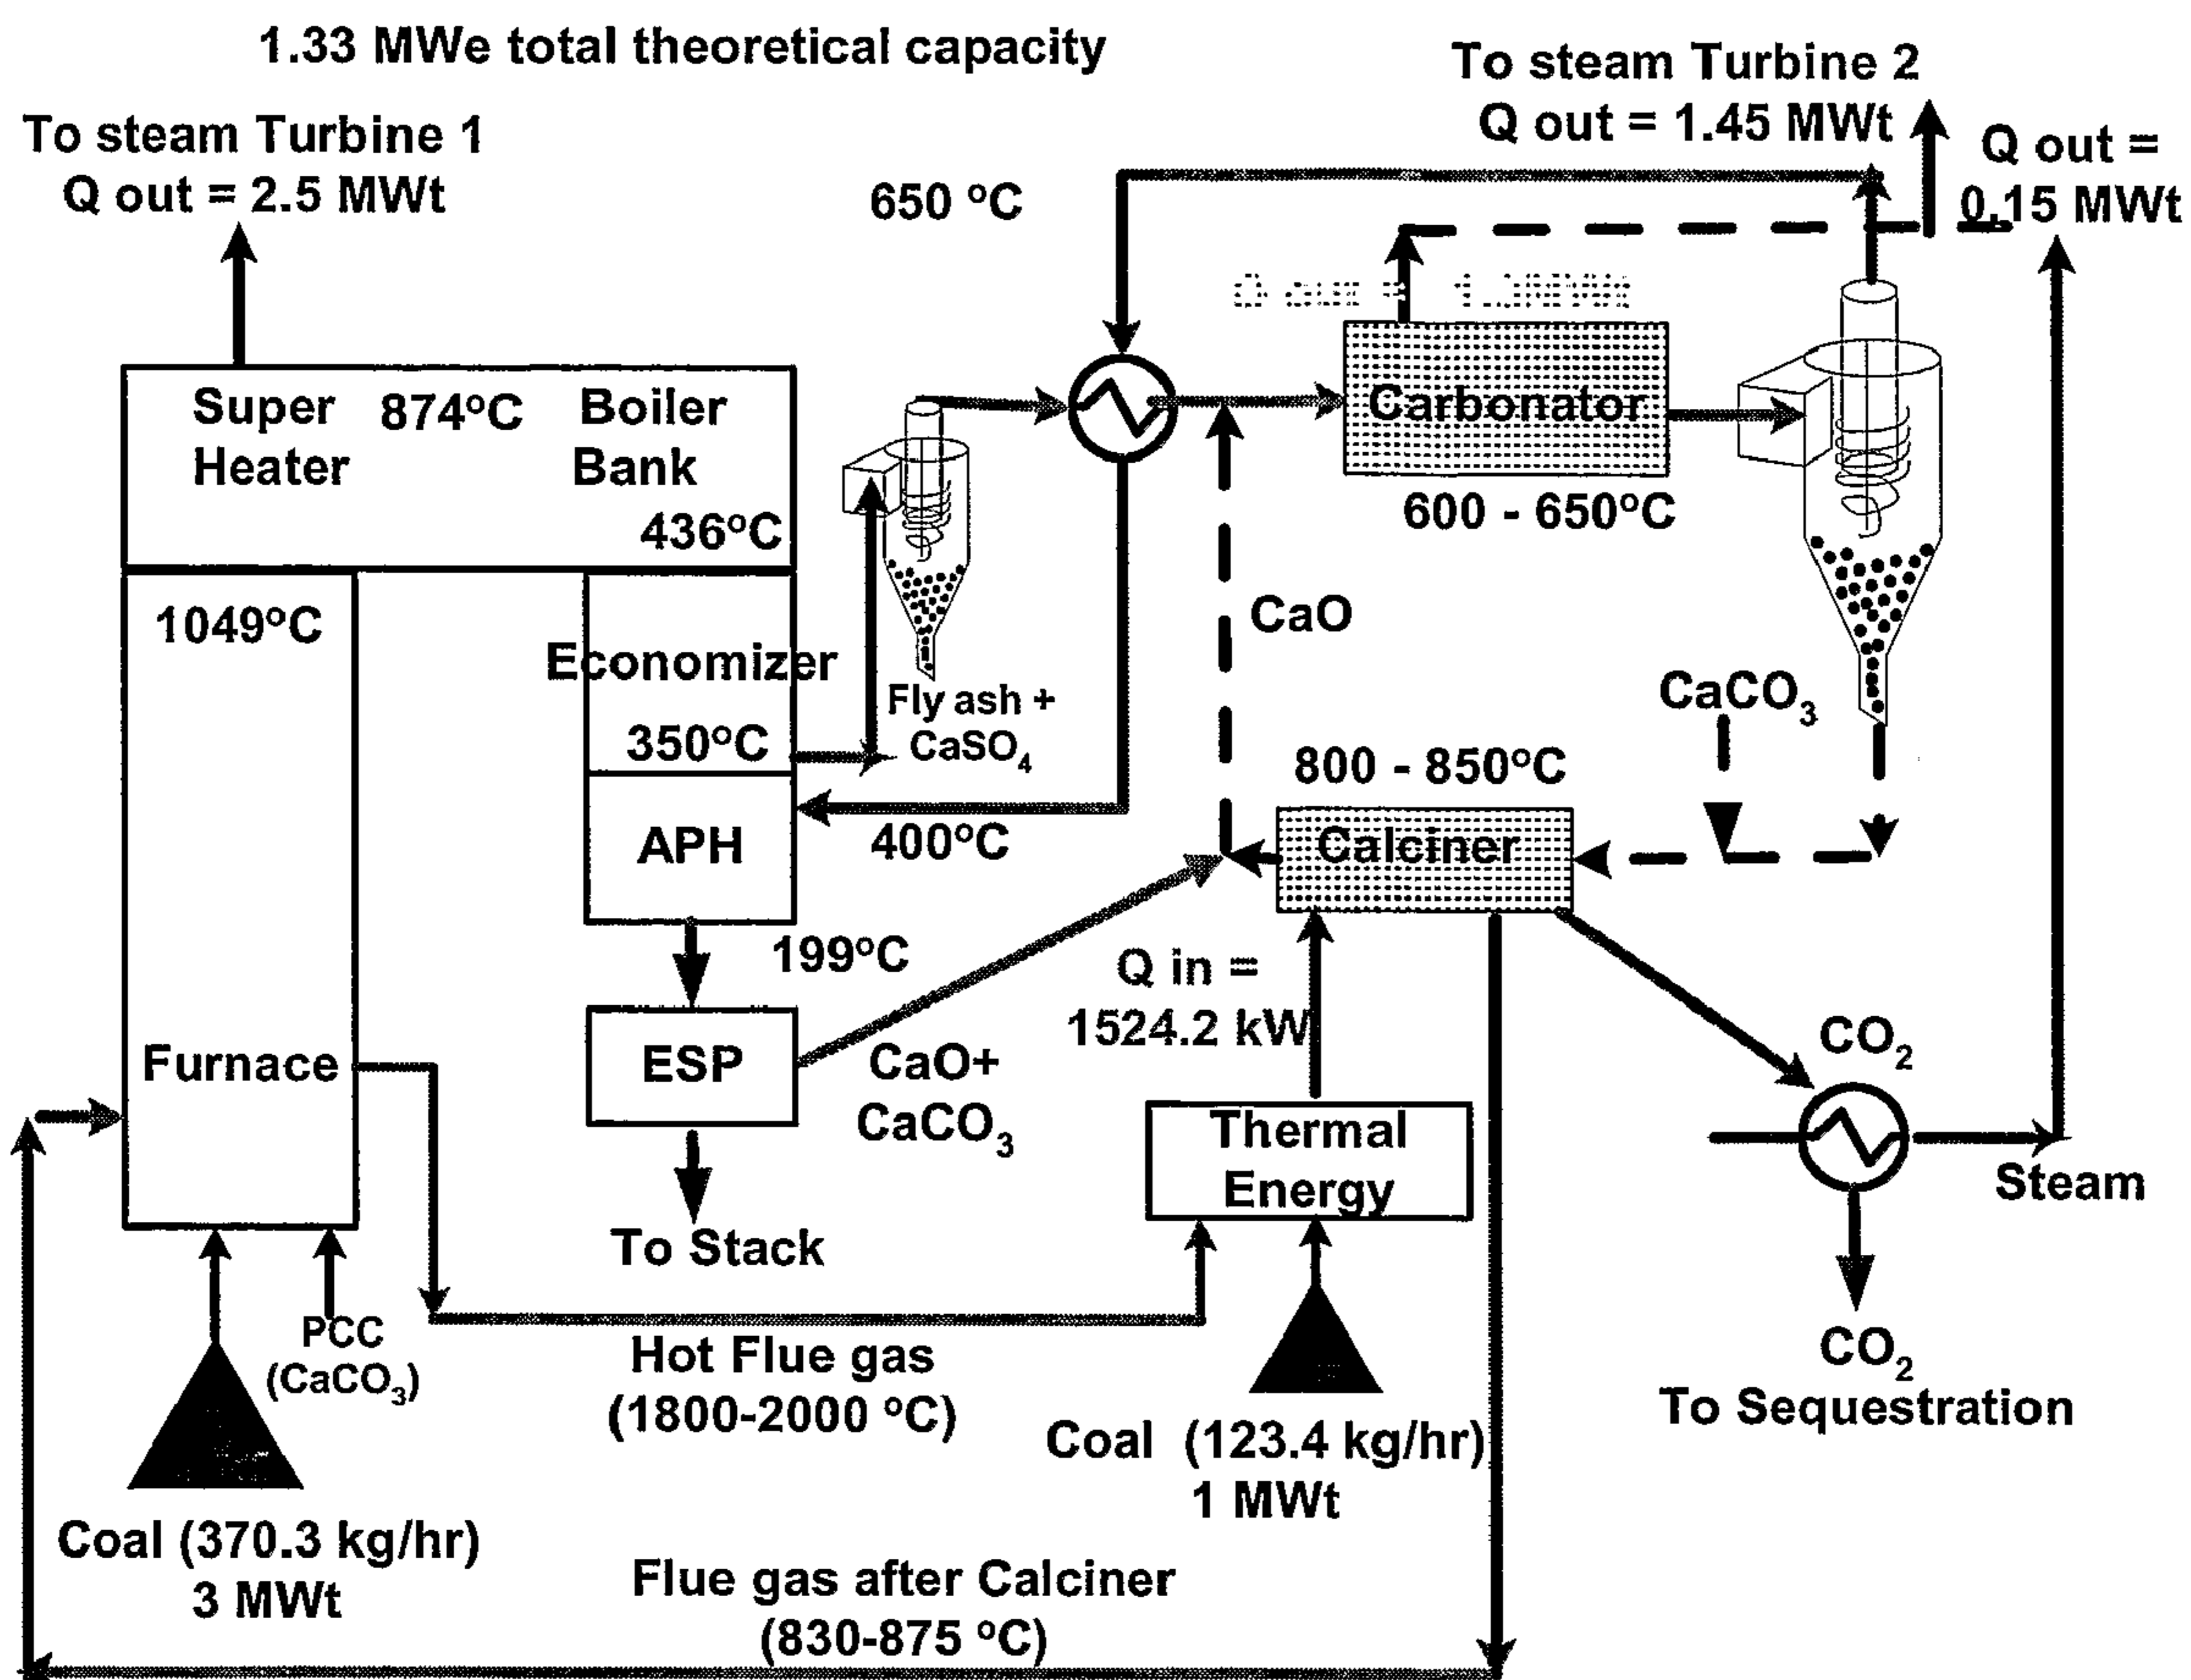 1.33 MWe total theoretical capacity
To steam Turbine 1
Q out = 2.5 MWt
To steam Turbine 2
Q out = 1.45 MWt
Q out =
0.15 MWt
650 °C
Q out =
Super
Heater
874°C
Boiler
Bank
436°C
Carbonator
600 - 650°C
1049°C
Economizer
350°C
Fly ash +
CaSO₄
CaO
CaCO₃
800 - 850°C
Calciner
APH
400°C
199°C
Q in =
1524.2 kW
Furnace
ESP
CaO+
CaCO₃
CO₂
Thermal
Energy
Steam
To Stack
PCC
(CaCO₃)
Hot Flue gas
(1800-2000 °C)
CO₂
To Sequestration
Coal (123.4 kg/hr)
1 MWt
Coal (370.3 kg/hr)
3 MWt
Flue gas after Calciner
(830-875 °C)